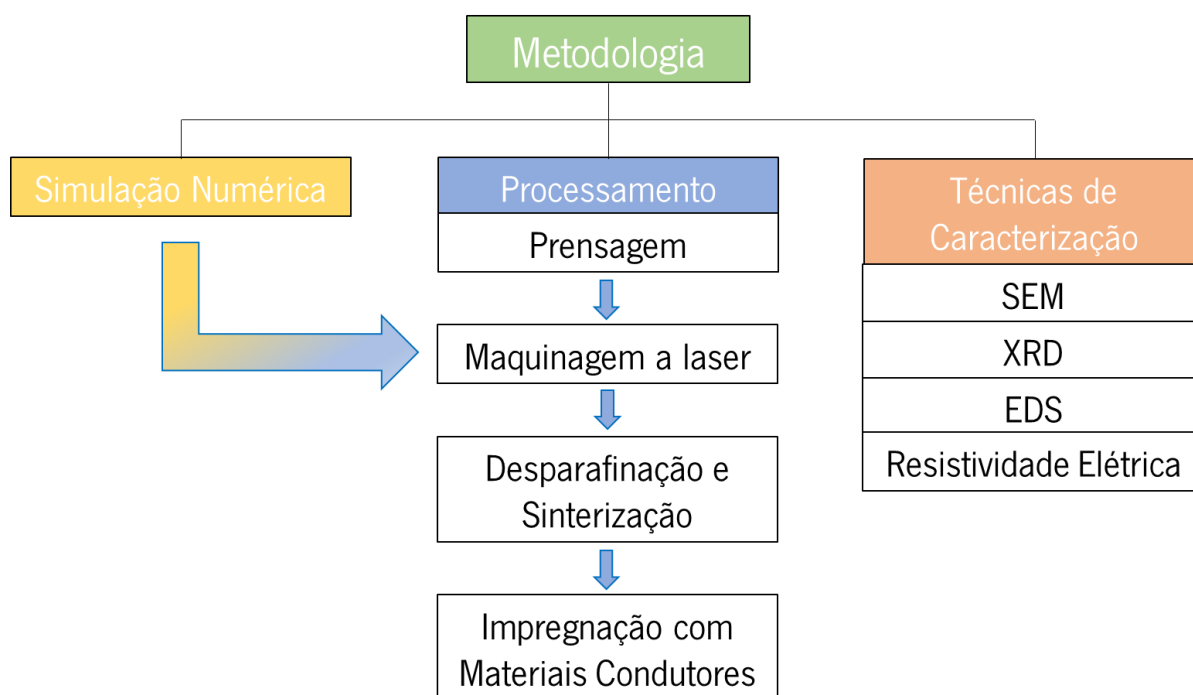 Metodologia
Simulação Numérica
Processamento
Prensagem
Maquinagem a laser
Desparafinação e
Sinterização
Impregnação com
Materiais Condutores
Técnicas de
Caracterização
SEM
XRD
EDS
Resistividade Elétrica